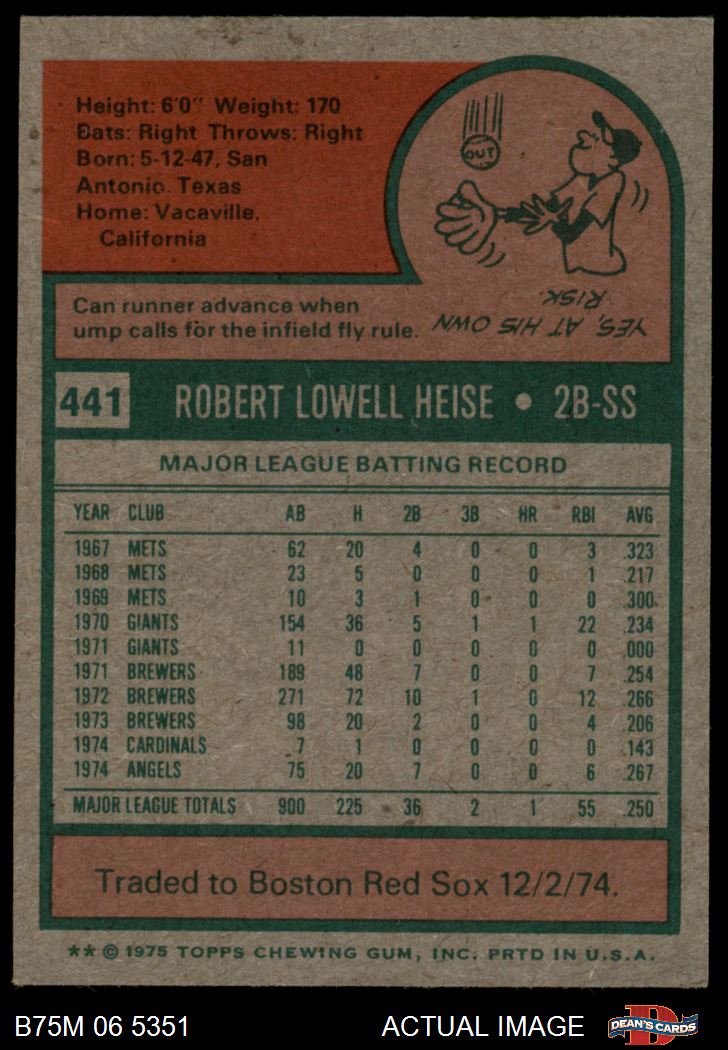 Height: 6'0" Weight: 170
Bats: Right Throws: Right
Born: 5-12-47, San
Antonio, Texas
Home: Vacaville,
California
OUT
YES, AT HIS OWN
RISK.
Can runner advance when
ump calls for the infield fly rule.
441 ROBERT LOWELL HEISE • 2B-SS
MAJOR LEAGUE BATTING RECORD
YEAR CLUB AB H 2B 3B HR RBI AVG
1967 METS 62 20 4 0 0 3 .323
1968 METS 23 5 0 0 0 1 .217
1969 METS 10 3 1 0 0 0 .300
1970 GIANTS 154 36 5 1 1 22 .234
1971 GIANTS 11 0 0 0 0 0 .000
1971 BREWERS 189 48 7 0 0 7 .254
1972 BREWERS 271 72 10 1 0 12 .266
1973 BREWERS 98 20 2 0 0 4 .206
1974 CARDINALS 7 1 0 0 0 0 .143
1974 ANGELS 75 20 7 0 0 6 .267
MAJOR LEAGUE TOTALS 900 225 36 2 1 55 .250
Traded to Boston Red Sox 12/2/74.
** © 1975 TOPPS CHEWING GUM, INC. PRTD IN U.S.A.
B75M 06 5351 ACTUAL IMAGE
D
DEAN'S CARDS